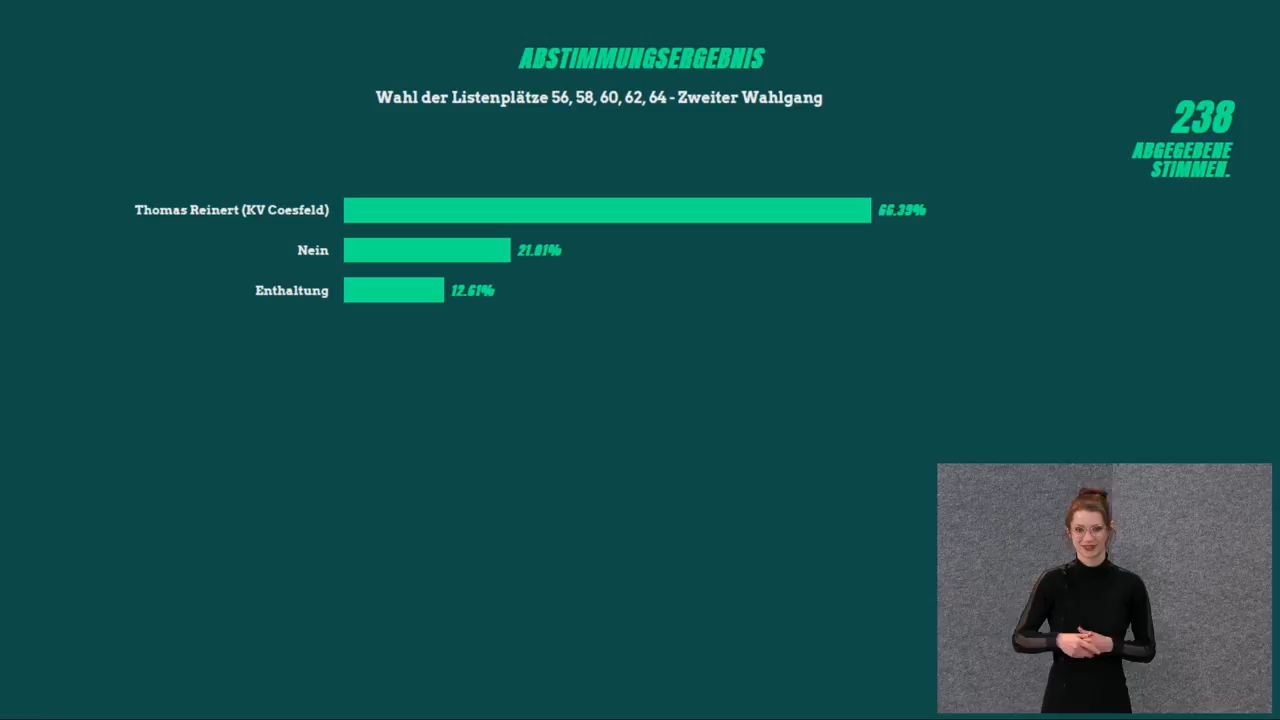 ABSTIMMUNGSERGEBNIS
Wahl der Listenplätze 56, 58, 60, 62, 64 - Zweiter Wahlgang
238
ABGEGEBENE
STIMMEN.
Thomas Reinert (KV Coesfeld) 66.39%
Nein 21.01%
Enthaltung 12.61%